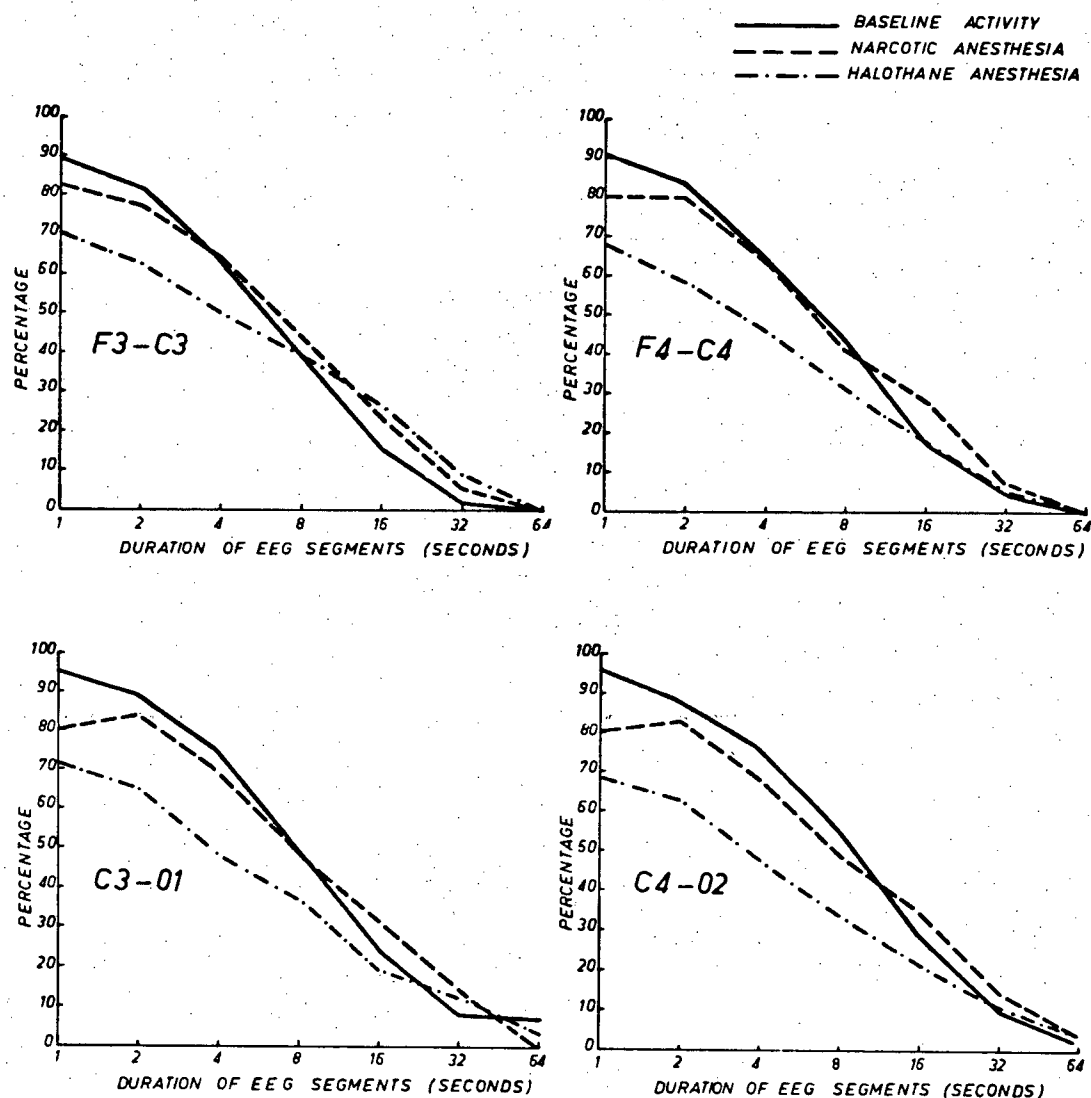 BASELINE ACTIVITY
NARCOTIC ANESTHESIA
HALOTHANE ANESTHESIA
100
90
80
70
60
50
40
30
20
10
0
PERCENTAGE
F3-C3
1 2 4 8 16 32 64
DURATION OF EEG SEGMENTS (SECONDS)
100
90
80
70
60
50
40
30
20
10
0
PERCENTAGE
F4-C4
1 2 4 8 16 32 64
DURATION OF EEG SEGMENTS (SECONDS)
100
90
80
70
60
50
40
30
20
10
0
PERCENTAGE
C3-01
1 2 4 8 16 32 64
DURATION OF EEG SEGMENTS (SECONDS)
100
90
80
70
60
50
40
30
20
10
0
PERCENTAGE
C4-02
1 2 4 8 16 32 64
DURATION OF EEG SEGMENTS (SECONDS)